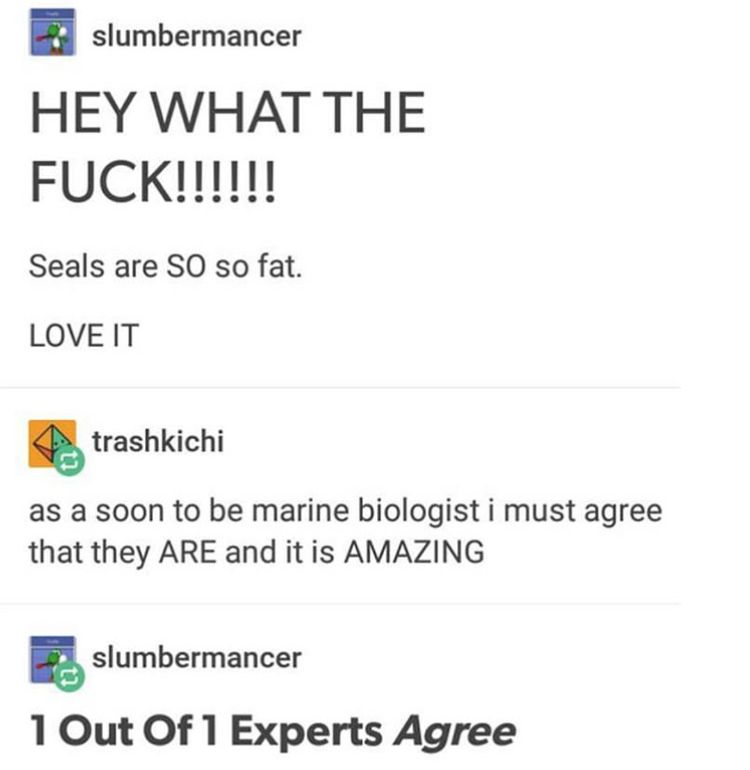 slumbermancer
HEY WHAT THE
FUCK!!!!!!
Seals are SO so fat.
LOVE IT
trashkichi
as a soon to be marine biologist i must agree
that they ARE and it is AMAZING
slumbermancer
1 Out Of 1 Experts Agree